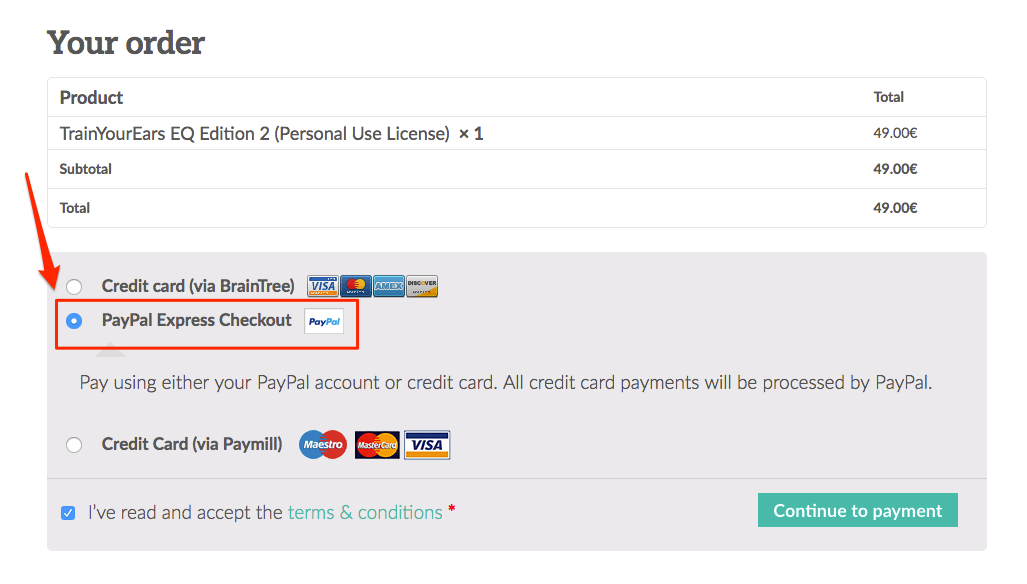 Your order
Product Total
TrainYourEars EQ Edition 2 (Personal Use License) × 1 49.00€
Subtotal 49.00€
Total 49.00€
Credit card (via BrainTree) VISA MasterCard AMEX DISCOVER
PayPal Express Checkout PayPal
Pay using either your PayPal account or credit card. All credit card payments will be processed by PayPal.
Credit Card (via Paymill) Maestro MasterCard VISA
I've read and accept the terms & conditions *
Continue to payment